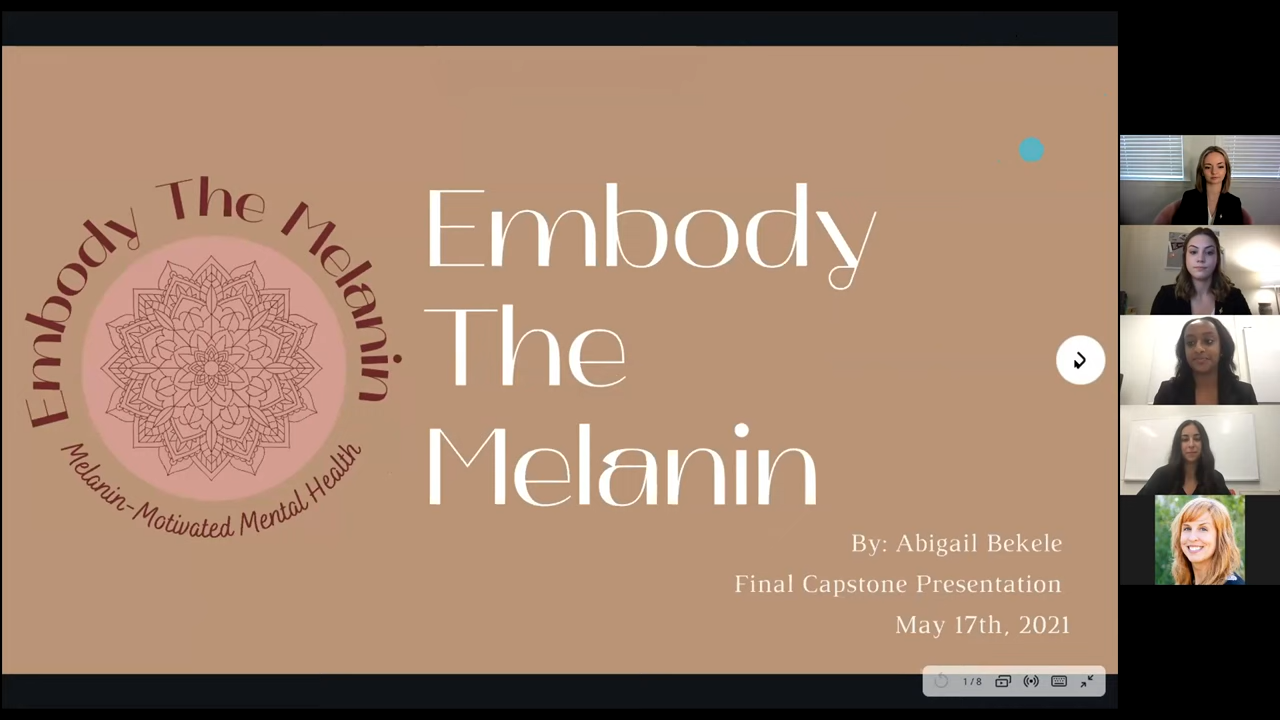 Embody The Melanin
Melanin-Motivated Mental Health
Embody
The
Melanin
By: Abigail Bekele
Final Capstone Presentation
May 17th, 2021
1 / 8